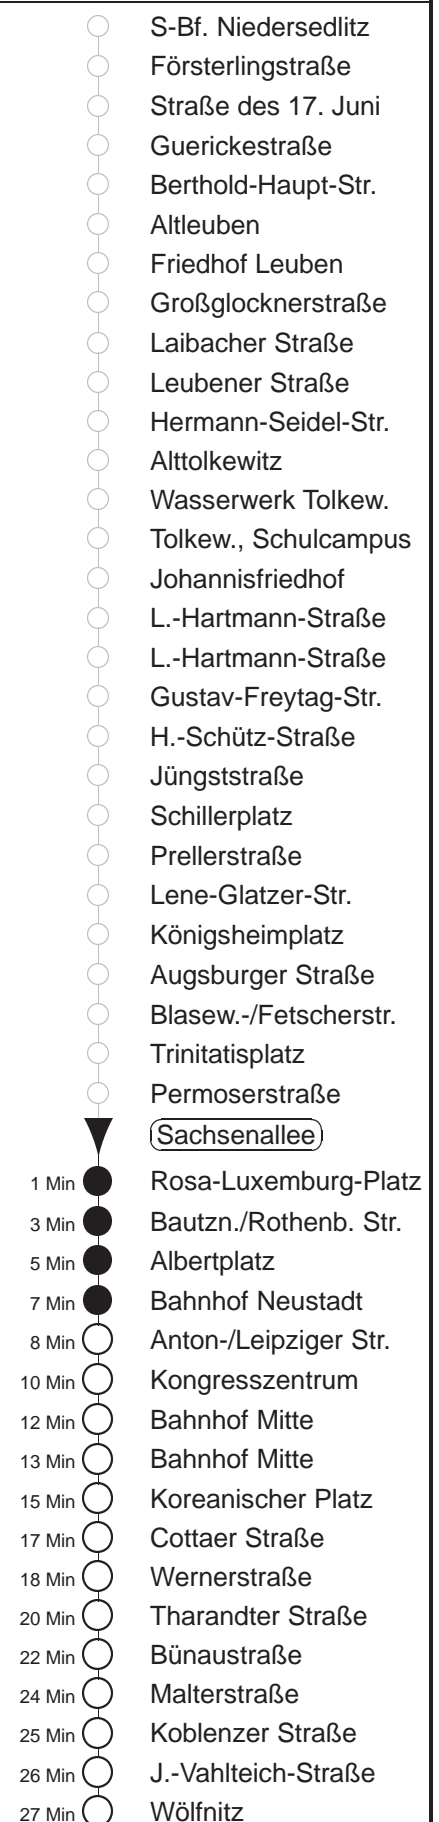 S-Bf. Niedersedlitz
Försterlingstraße
Straße des 17. Juni
Guerickestraße
Berthold-Haupt-Str.
Altleuben
Friedhof Leuben
Großglocknerstraße
Laibacher Straße
Leubener Straße
Hermann-Seidel-Str.
Alttolkewitz
Wasserwerk Tolkew.
Tolkew., Schulcampus
Johannisfriedhof
L.-Hartmann-Straße
L.-Hartmann-Straße
Gustav-Freytag-Str.
H.-Schütz-Straße
Jüngststraße
Schillerplatz
Prellerstraße
Lene-Glatzer-Str.
Königsheimplatz
Augsburger Straße
Blasew.-/Fetscherstr.
Trinitatisplatz
Permoserstraße
Sachsenallee
1 Min Rosa-Luxemburg-Platz
3 Min Bautzn./Rothenb. Str.
5 Min Albertplatz
7 Min Bahnhof Neustadt
8 Min Anton-/Leipziger Str.
10 Min Kongresszentrum
12 Min Bahnhof Mitte
13 Min Bahnhof Mitte
15 Min Koreanischer Platz
17 Min Cottaer Straße
18 Min Wernerstraße
20 Min Tharandter Straße
22 Min Bünaustraße
24 Min Malterstraße
25 Min Koblenzer Straße
26 Min J.-Vahlteich-Straße
27 Min Wölfnitz